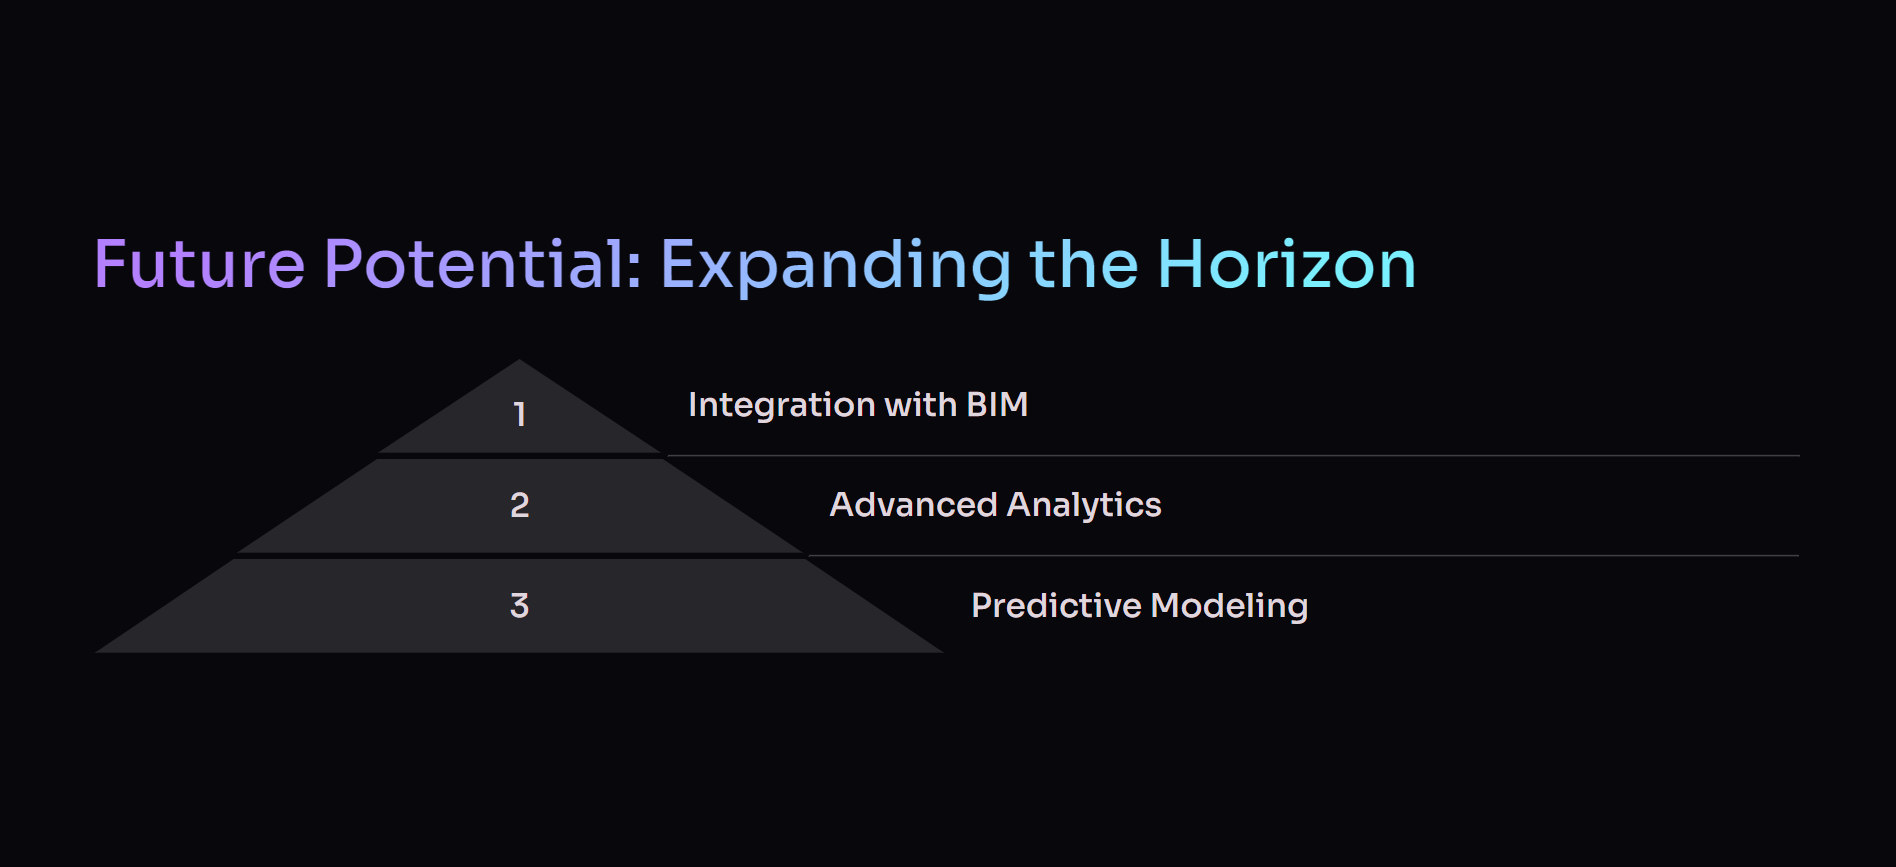 Future Potential: Expanding the Horizon
1
Integration with BIM
2
Advanced Analytics
3
Predictive Modeling